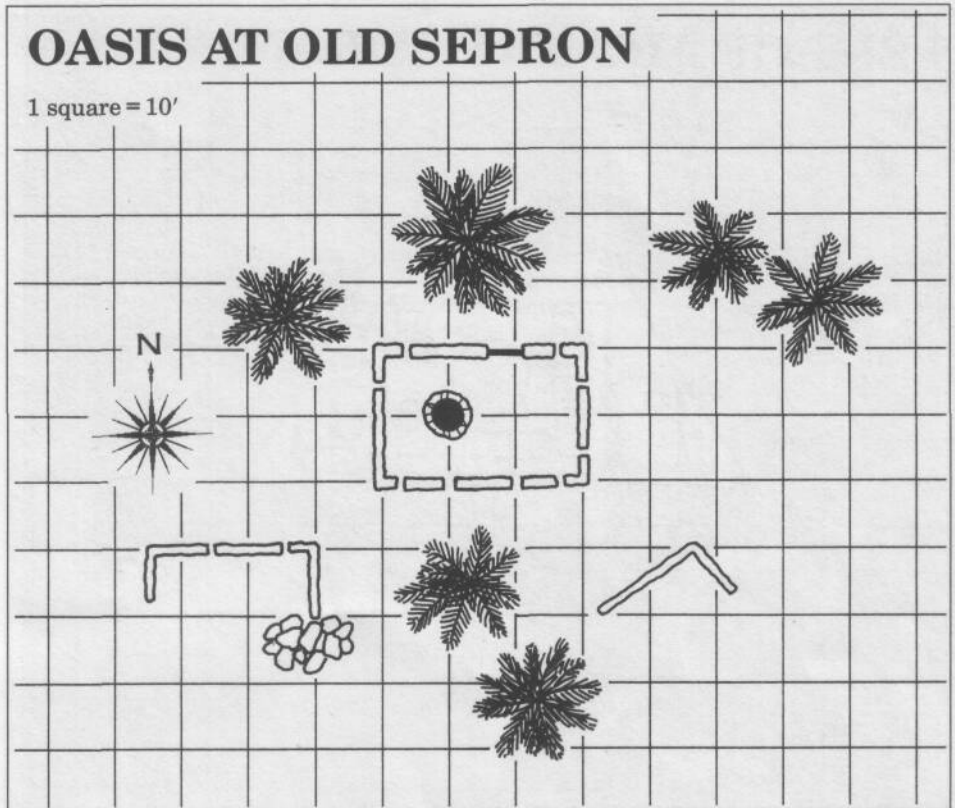 OASIS AT OLD SEPRON
1 square = 10′
N